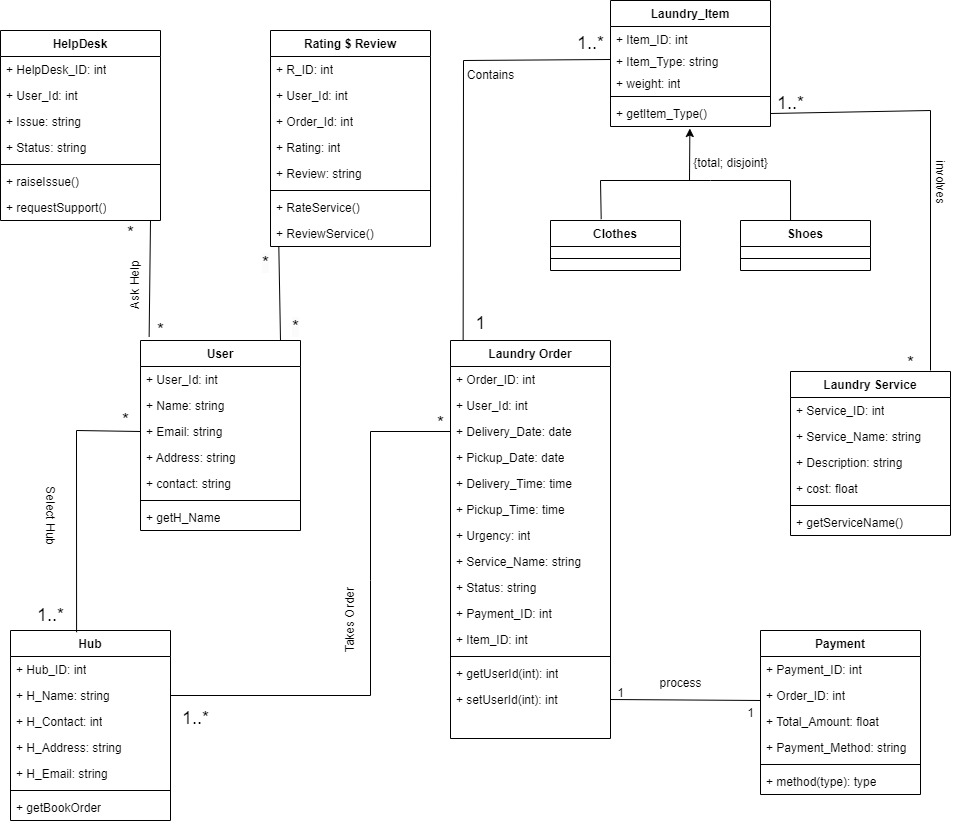 HelpDesk
+ HelpDesk_ID: int
+ User_Id: int
+ Issue: string
+ Status: string
+ raiseIssue()
+ requestSupport()
*
Ask Help
*
Rating $ Review
+ R_ID: int
+ User_Id: int
+ Order_Id: int
+ Rating: int
+ Review: string
+ RateService()
+ ReviewService()
*
*
Laundry_Item
+ Item_ID: int
+ Item_Type: string
+ weight: int
+ getItem_Type()
1..*
Contains
1
1..*
involves
*
{total; disjoint}
Clothes
Shoes
User
+ User_Id: int
+ Name: string
+ Email: string
+ Address: string
+ contact: string
+ getH_Name
*
Select Hub
1..*
Laundry Order
+ Order_ID: int
+ User_Id: int
+ Delivery_Date: date
+ Pickup_Date: date
+ Delivery_Time: time
+ Pickup_Time: time
+ Urgency: int
+ Service_Name: string
+ Status: string
+ Payment_ID: int
+ Item_ID: int
+ getUserId(int): int
+ setUserId(int): int
*
Takes Order
1..*
Laundry Service
+ Service_ID: int
+ Service_Name: string
+ Description: string
+ cost: float
+ getServiceName()
Hub
+ Hub_ID: int
+ H_Name: string
+ H_Contact: int
+ H_Address: string
+ H_Email: string
+ getBookOrder
1
process
1
Payment
+ Payment_ID: int
+ Order_ID: int
+ Total_Amount: float
+ Payment_Method: string
+ method(type): type